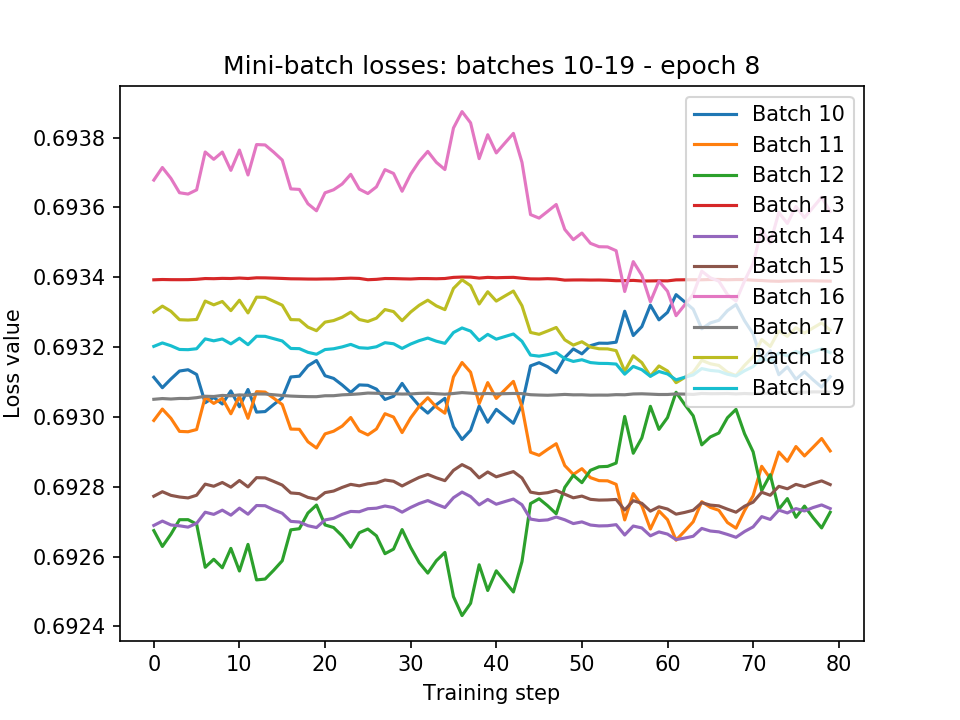 Mini-batch losses: batches 10-19 - epoch 8
Loss value
0.6938
0.6936
0.6934
0.6932
0.6930
0.6928
0.6926
0.6924
Batch 10
Batch 11
Batch 12
Batch 13
Batch 14
Batch 15
Batch 16
Batch 17
Batch 18
Batch 19
0 10 20 30 40 50 60 70 80
Training step